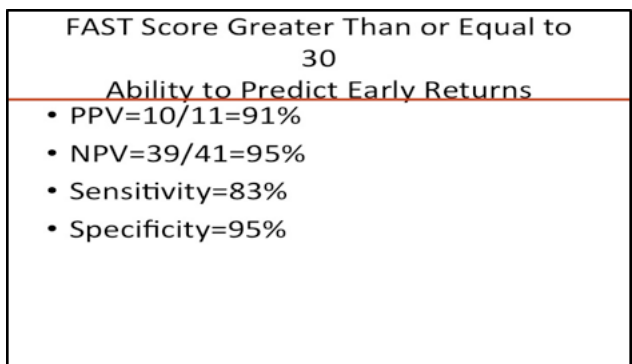 FAST Score Greater Than or Equal to
30
Ability to Predict Early Returns
• PPV=10/11=91%
• NPV=39/41=95%
• Sensitivity=83%
• Specificity=95%